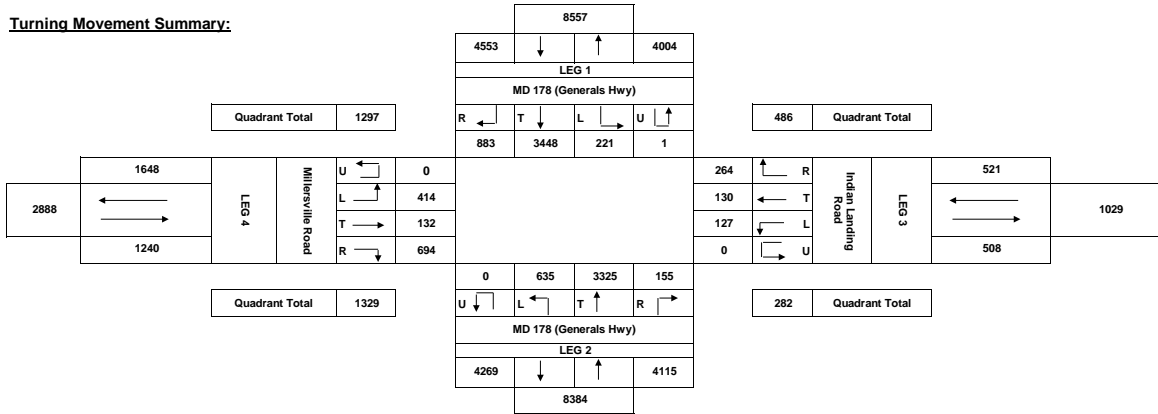 Turning Movement Summary:
8557
4553 4004
LEG 1
MD 178 (Generals Hwy)
Quadrant Total 1297
R T L U
486 Quadrant Total
883 3448 221 1
1648
U 0
L 414
T 132
R 694
Millersville Road
LEG 4
2888
1240
264 R
130 T
127 L
0 U
Indian Landing
Road
LEG 3
521
1029
508
0 635 3325 155
Quadrant Total 1329
U L T R
282 Quadrant Total
MD 178 (Generals Hwy)
LEG 2
4269 4115
8384